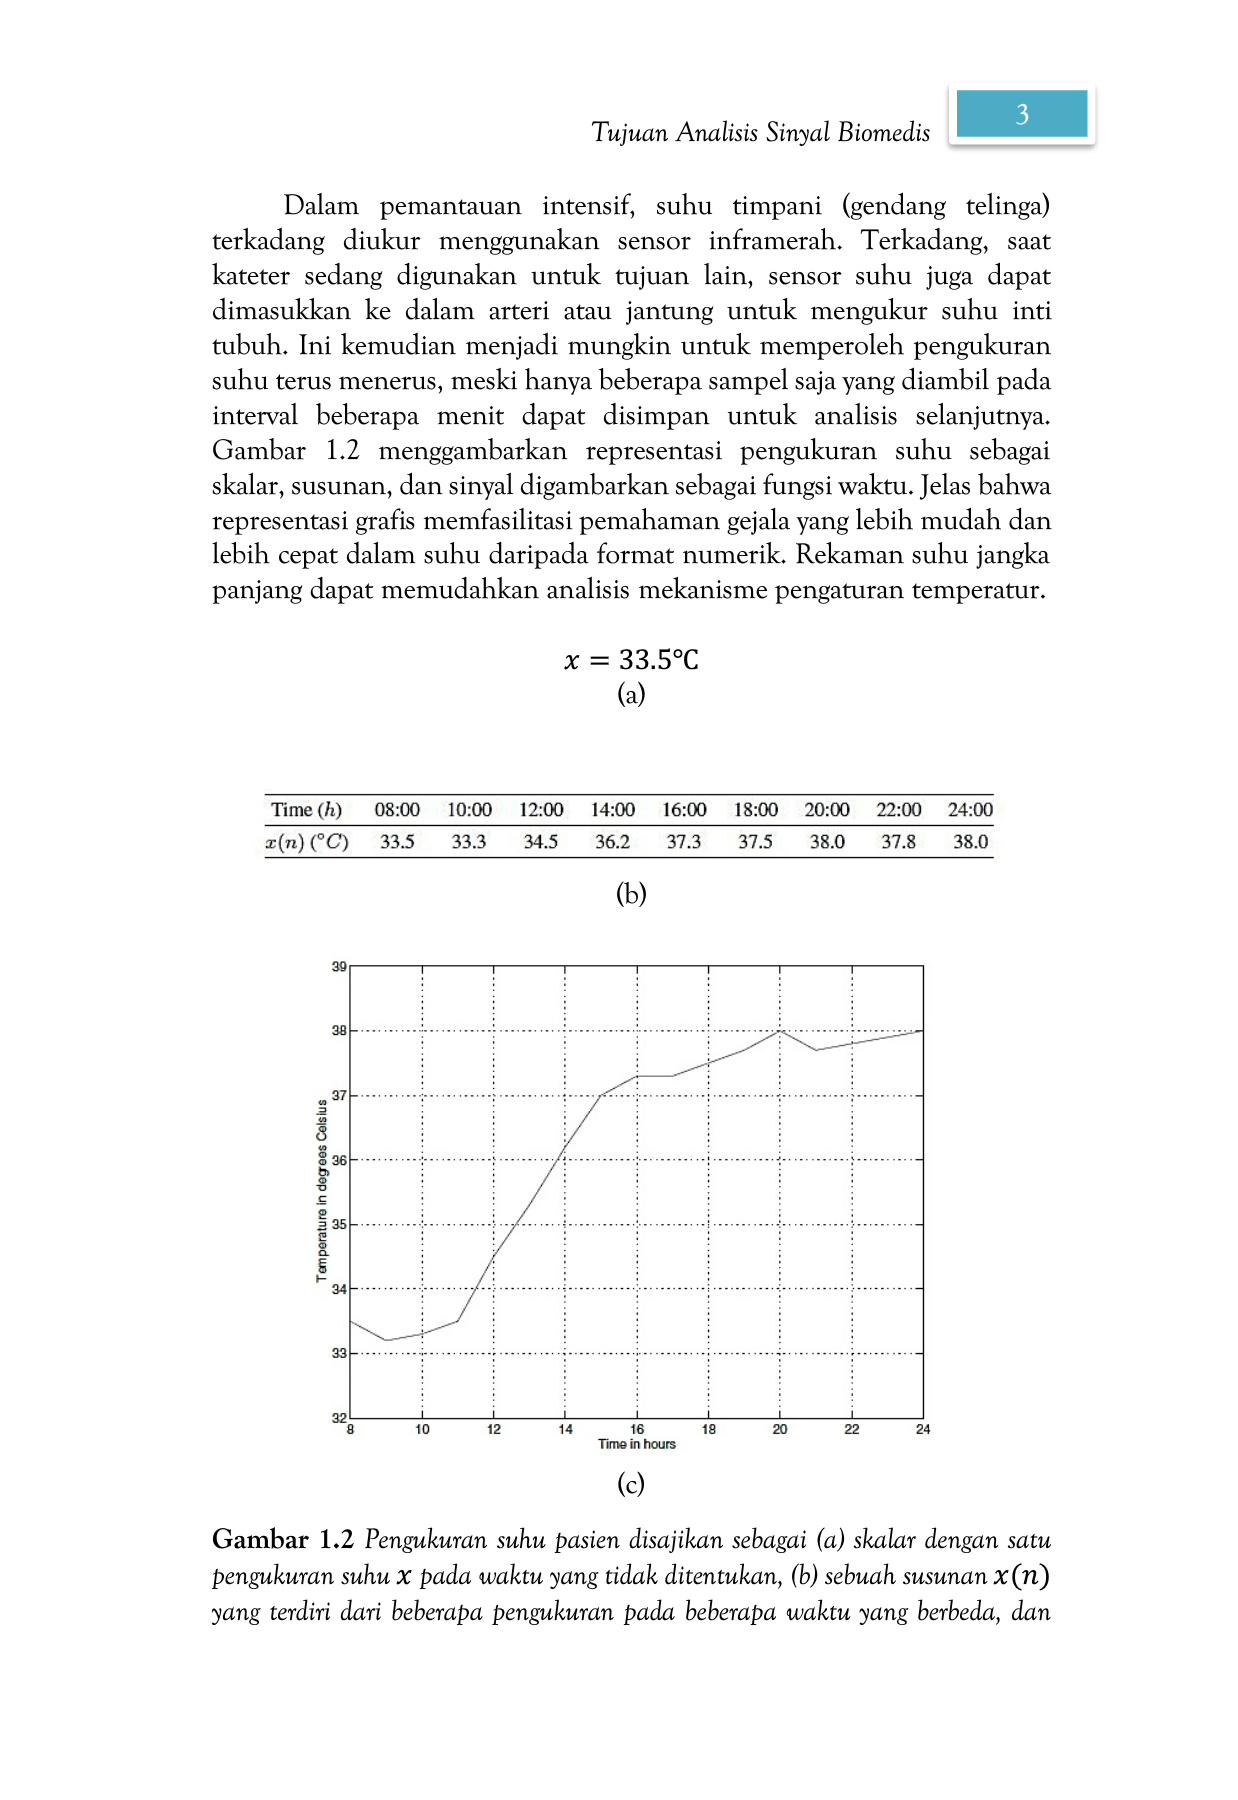 Tujuan Analisis Sinyal Biomedis
3
Dalam pemantauan intensif, suhu timpani (gendang telinga)
terkadang diukur menggunakan sensor inframerah. Terkadang, saat
kateter sedang digunakan untuk tujuan lain, sensor suhu juga dapat
dimasukkan ke dalam arteri atau jantung untuk mengukur suhu inti
tubuh. Ini kemudian menjadi mungkin untuk memperoleh pengukuran
suhu terus menerus, meski hanya beberapa sampel saja yang diambil pada
interval beberapa menit dapat disimpan untuk analisis selanjutnya.
Gambar 1.2 menggambarkan representasi pengukuran suhu sebagai
skalar, susunan, dan sinyal digambarkan sebagai fungsi waktu. Jelas bahwa
representasi grafis memfasilitasi pemahaman gejala yang lebih mudah dan
lebih cepat dalam suhu daripada format numerik. Rekaman suhu jangka
panjang dapat memudahkan analisis mekanisme pengaturan temperatur.
x = 33.5°C
(a)
Time (h) 08:00 10:00 12:00 14:00 16:00 18:00 20:00 22:00 24:00
x(n) (°C) 33.5 33.3 34.5 36.2 37.3 37.5 38.0 37.8 38.0
(b)
39
38
37
36
35
34
33
32
Temperature in degrees Celsius
8 10 12 14 16 18 20 22 24
Time in hours
(c)
Gambar 1.2 Pengukuran suhu pasien disajikan sebagai (a) skalar dengan satu
pengukuran suhu x pada waktu yang tidak ditentukan, (b) sebuah susunan x(n)
yang terdiri dari beberapa pengukuran pada beberapa waktu yang berbeda, dan